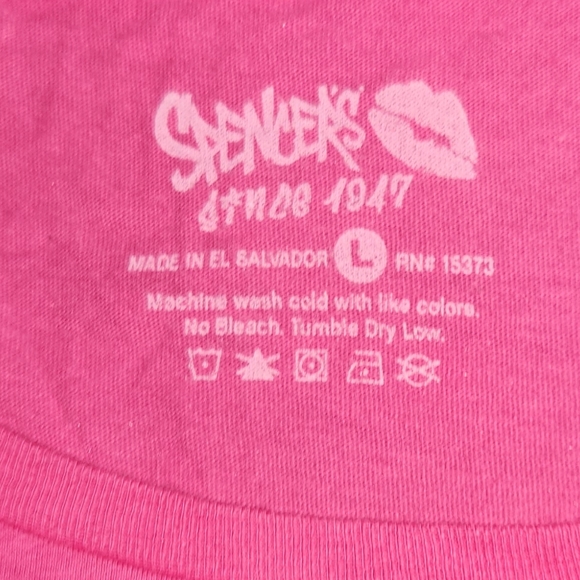 SPENCER'S
since 1947
MADE IN EL SALVADOR L RN# 15373
Machine wash cold with like colors.
No Bleach. Tumble Dry Low.